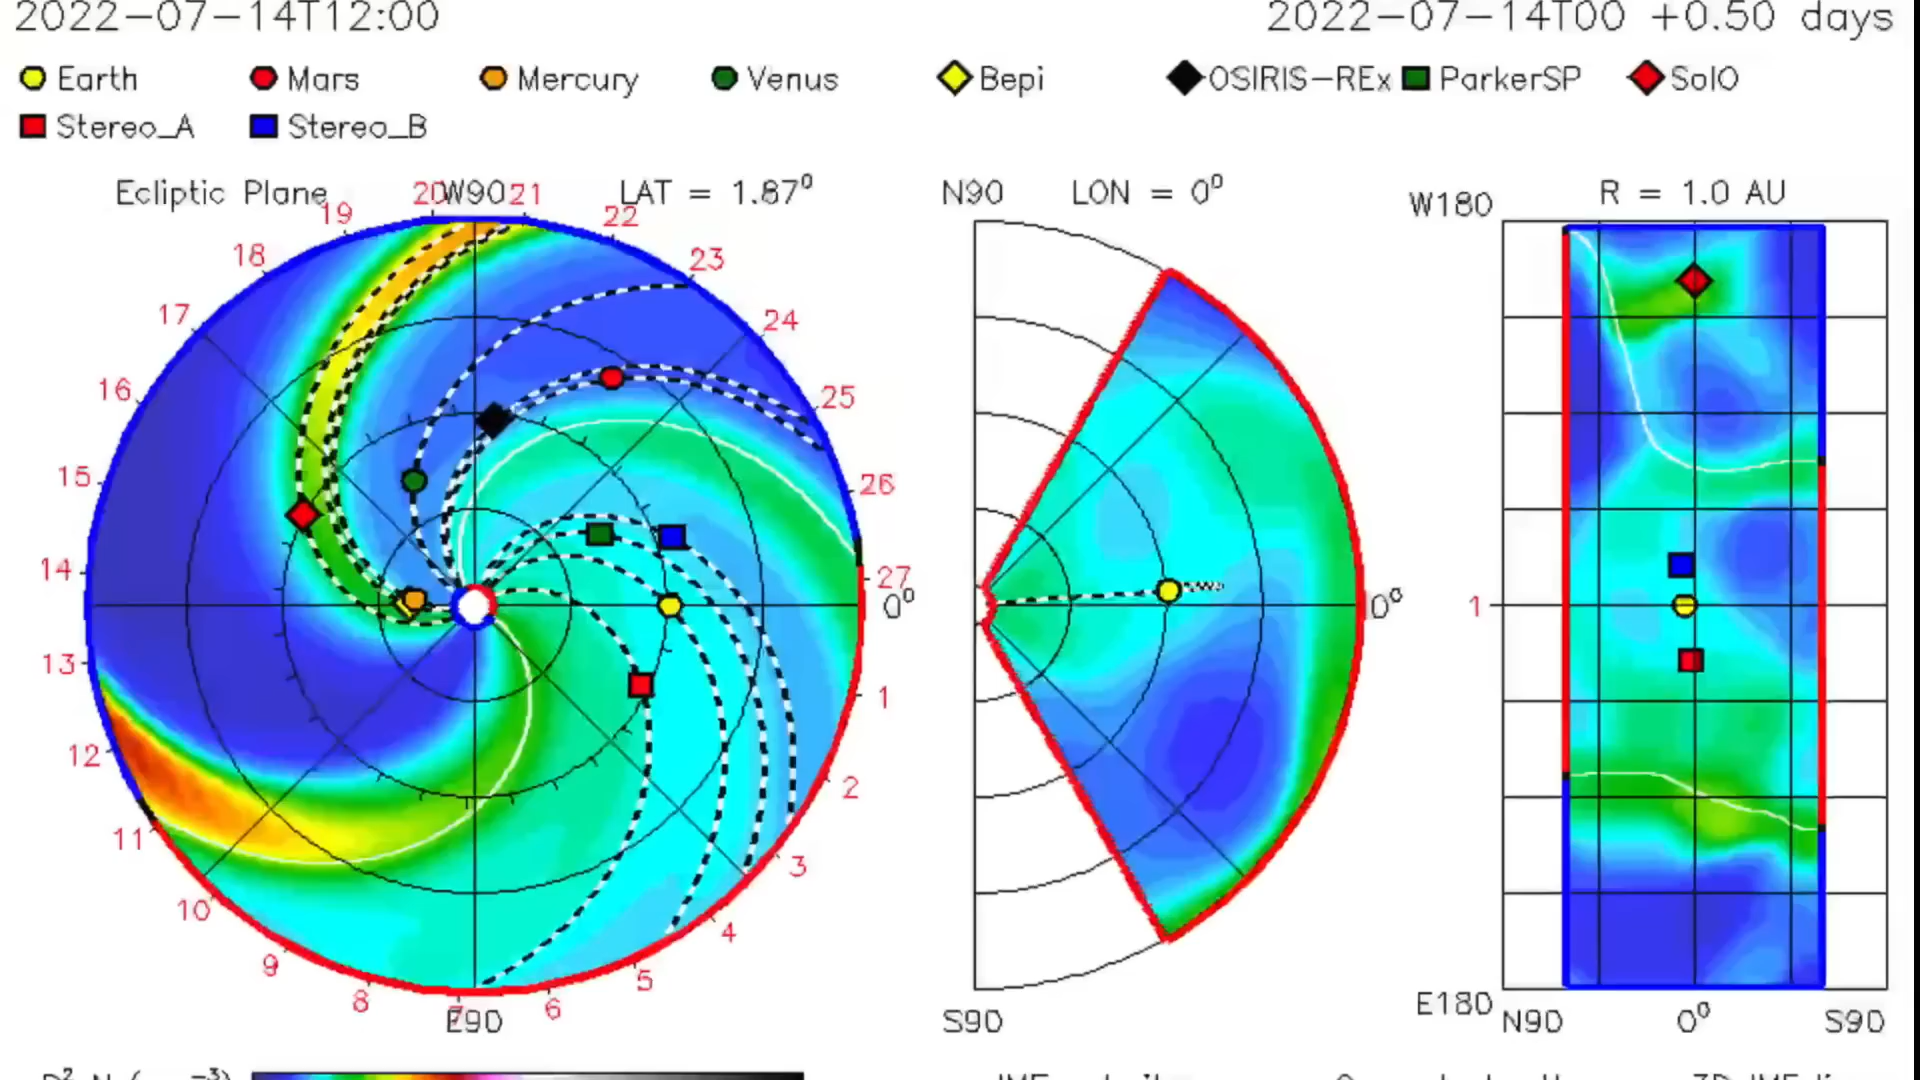 2022-07-14T12:00 2022-07-14T00 +0.50 days
Earth Mars Mercury Venus Bepi OSIRIS-REx ParkerSP SolO
Stereo_A Stereo_B
Ecliptic Plane W90 LAT = 1.87° N90 LON = 0° W180 R = 1.0 AU
19 20 21 22
18 23
17 24
16 25
15 26
14 27
0° 0° 1
13 1
12 2
11 3
10 4
9 5
8 7 6
E90 S90 E180 N90 0° S90